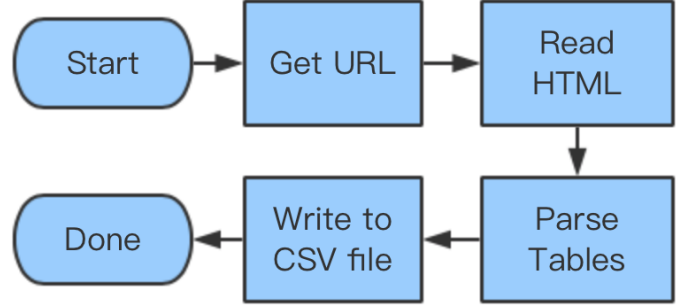 Start
Get URL
Read
HTML
Parse
Tables
Write to
CSV file
Done